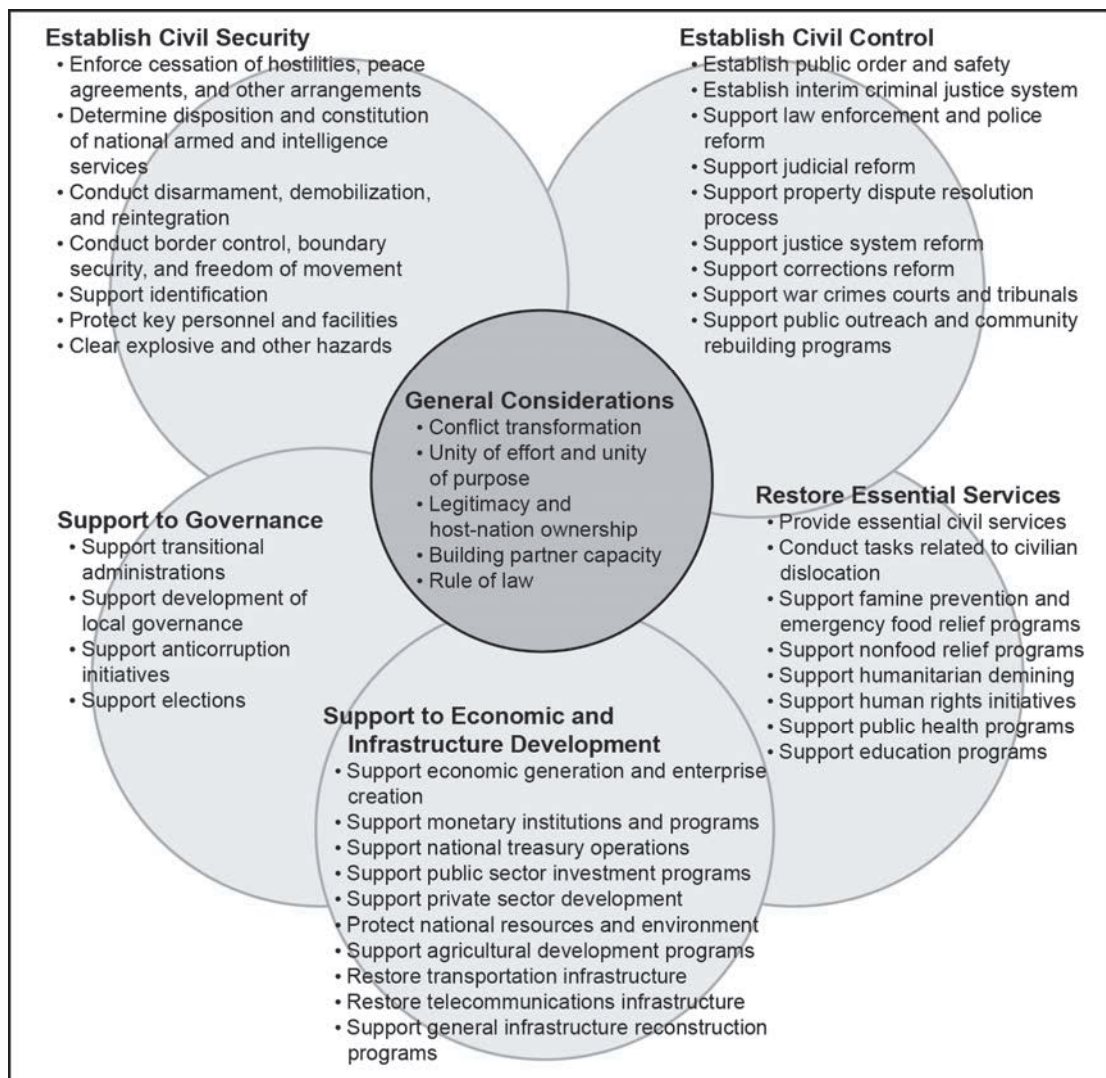 Establish Civil Security
• Enforce cessation of hostilities, peace
agreements, and other arrangements
• Determine disposition and constitution
of national armed and intelligence
services
• Conduct disarmament, demobilization,
and reintegration
• Conduct border control, boundary
security, and freedom of movement
• Support identification
• Protect key personnel and facilities
• Clear explosive and other hazards
Establish Civil Control
• Establish public order and safety
• Establish interim criminal justice system
• Support law enforcement and police
reform
• Support judicial reform
• Support property dispute resolution
process
• Support justice system reform
• Support corrections reform
• Support war crimes courts and tribunals
• Support public outreach and community
rebuilding programs
General Considerations
• Conflict transformation
• Unity of effort and unity
of purpose
• Legitimacy and
host-nation ownership
• Building partner capacity
• Rule of law
Support to Governance
• Support transitional
administrations
• Support development of
local governance
• Support anticorruption
initiatives
• Support elections
Restore Essential Services
• Provide essential civil services
• Conduct tasks related to civilian
dislocation
• Support famine prevention and
emergency food relief programs
• Support nonfood relief programs
• Support humanitarian demining
• Support human rights initiatives
• Support public health programs
• Support education programs
Support to Economic and
Infrastructure Development
• Support economic generation and enterprise
creation
• Support monetary institutions and programs
• Support national treasury operations
• Support public sector investment programs
• Support private sector development
• Protect national resources and environment
• Support agricultural development programs
• Restore transportation infrastructure
• Restore telecommunications infrastructure
• Support general infrastructure reconstruction
programs